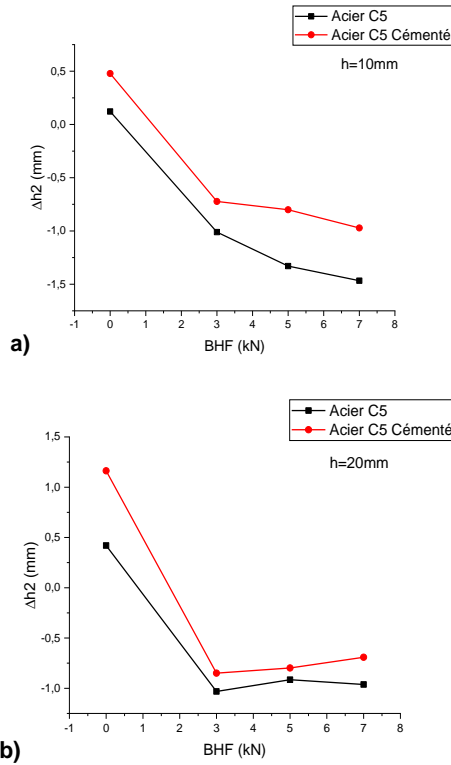 Acier C5
Acier C5 Cémenté
h=10mm
0,5
0,0
-0,5
-1,0
-1,5
Δh2 (mm)
-1 0 1 2 3 4 5 6 7 8
BHF (kN)
a)
Acier C5
Acier C5 Cémenté
h=20mm
1,5
1,0
0,5
0,0
-0,5
-1,0
Δh2 (mm)
-1 0 1 2 3 4 5 6 7 8
BHF (kN)
b)